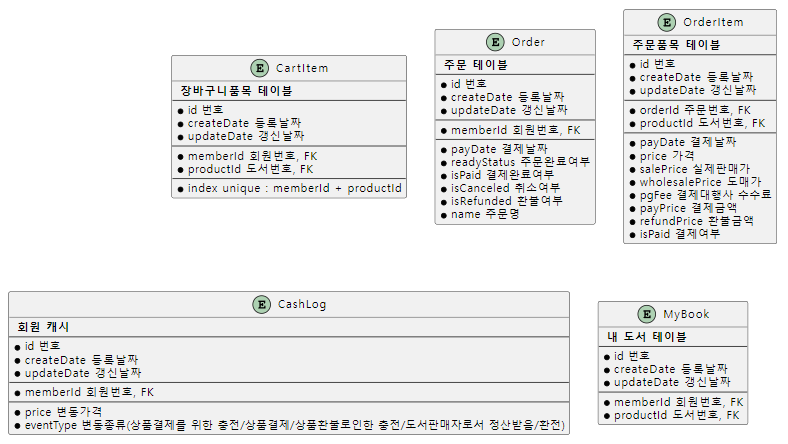 E CartItem
장바구니품목 테이블
id 번호
createDate 등록날짜
updateDate 갱신날짜
memberId 회원번호, FK
productId 도서번호, FK
index unique : memberId + productId
E Order
주문 테이블
id 번호
createDate 등록날짜
updateDate 갱신날짜
memberId 회원번호, FK
payDate 결제날짜
readyStatus 주문완료여부
isPaid 결제완료여부
isCanceled 취소여부
isRefunded 환불여부
name 주문명
E OrderItem
주문품목 테이블
id 번호
createDate 등록날짜
updateDate 갱신날짜
orderId 주문번호, FK
productId 도서번호, FK
payDate 결제날짜
price 가격
salePrice 실제판매가
wholesalePrice 도매가
pgFee 결제대행사 수수료
payPrice 결제금액
refundPrice 환불금액
isPaid 결제여부
E CashLog
회원 캐시
id 번호
createDate 등록날짜
updateDate 갱신날짜
memberId 회원번호, FK
price 변동가격
eventType 변동종류(상품결제를 위한 충전/상품결제/상품환불로인한 충전/도서판매자로서 정산받음/환전)
E MyBook
내 도서 테이블
id 번호
createDate 등록날짜
updateDate 갱신날짜
memberId 회원번호, FK
productId 도서번호, FK